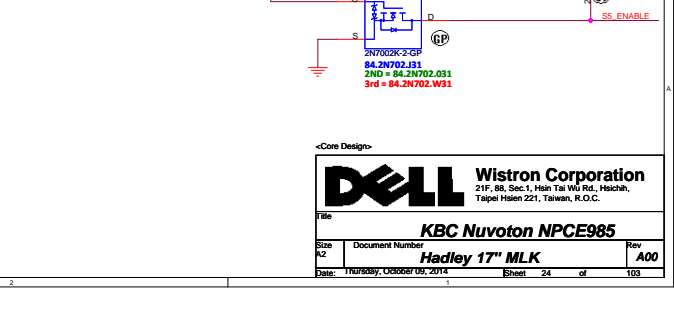 G
2
S5_ENABLE
D
S
GP
2N7002K-2-GP
84.2N702.J31
2ND = 84.2N702.031
3rd = 84.2N702.W31
A
<Core Design>
DELL
Wistron Corporation
21F, 88, Sec.1, Hsin Tai Wu Rd., Hsichih,
Taipei Hsien 221, Taiwan, R.O.C.
Title
KBC Nuvoton NPCE985
Size Document Number Rev
A2 Hadley 17" MLK A00
Date: Thursday, October 09, 2014 Sheet 24 of 103
2 1